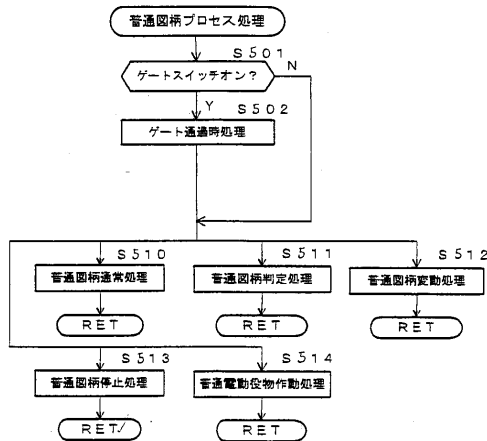 普通図柄プロセス処理
S501
ゲートスイッチオン?
N
Y
S502
ゲート通過時処理
S510
普通図柄通常処理
RET
S511
普通図柄判定処理
RET
S512
普通図柄変動処理
RET
S513
普通図柄停止処理
RET
S514
普通電動役物作動処理
RET